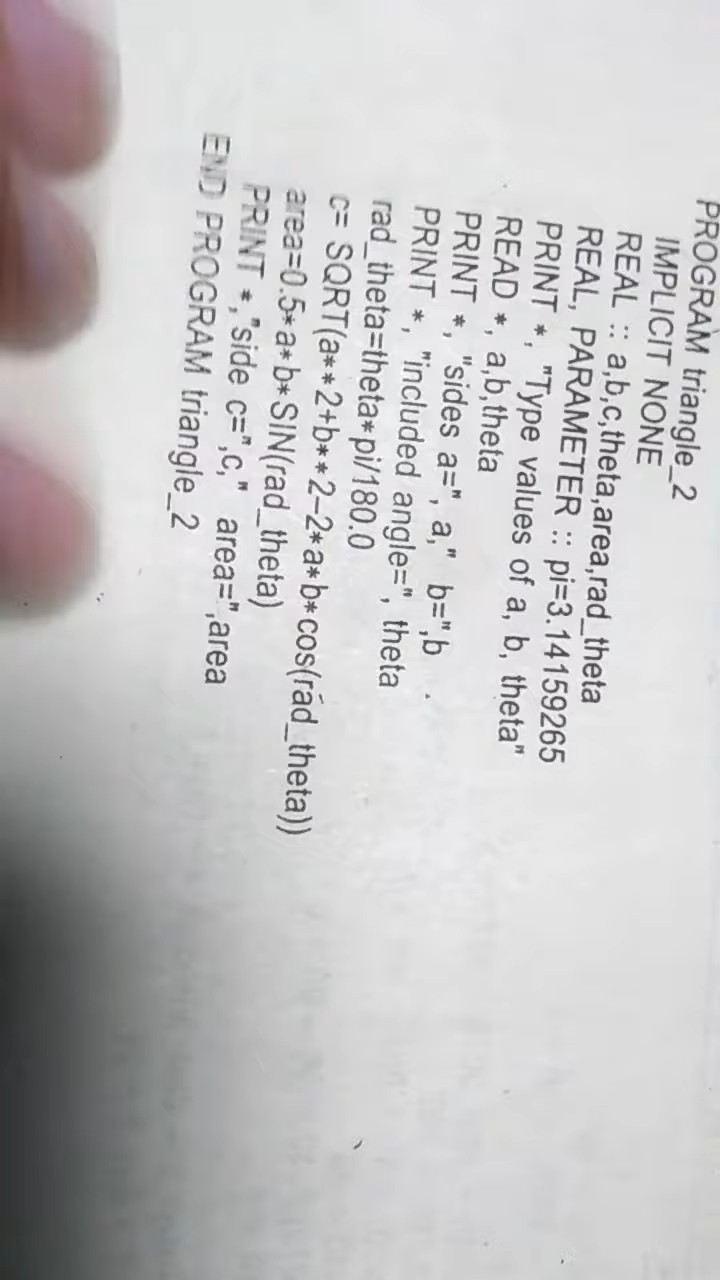 PROGRAM triangle_2
IMPLICIT NONE
REAL :: a,b,c,theta,area,rad_theta
REAL, PARAMETER :: pi=3.14159265
PRINT *, "Type values of a, b, theta"
READ *, a,b,theta
PRINT *, "sides a=", a," b=",b
PRINT *, "included angle=", theta
rad_theta=theta*pi/180.0
c= SQRT(a**2+b**2-2*a*b*cos(rad_theta))
area=0.5*a*b*SIN(rad_theta)
PRINT *,"side c=",c," area=",area
END PROGRAM triangle_2